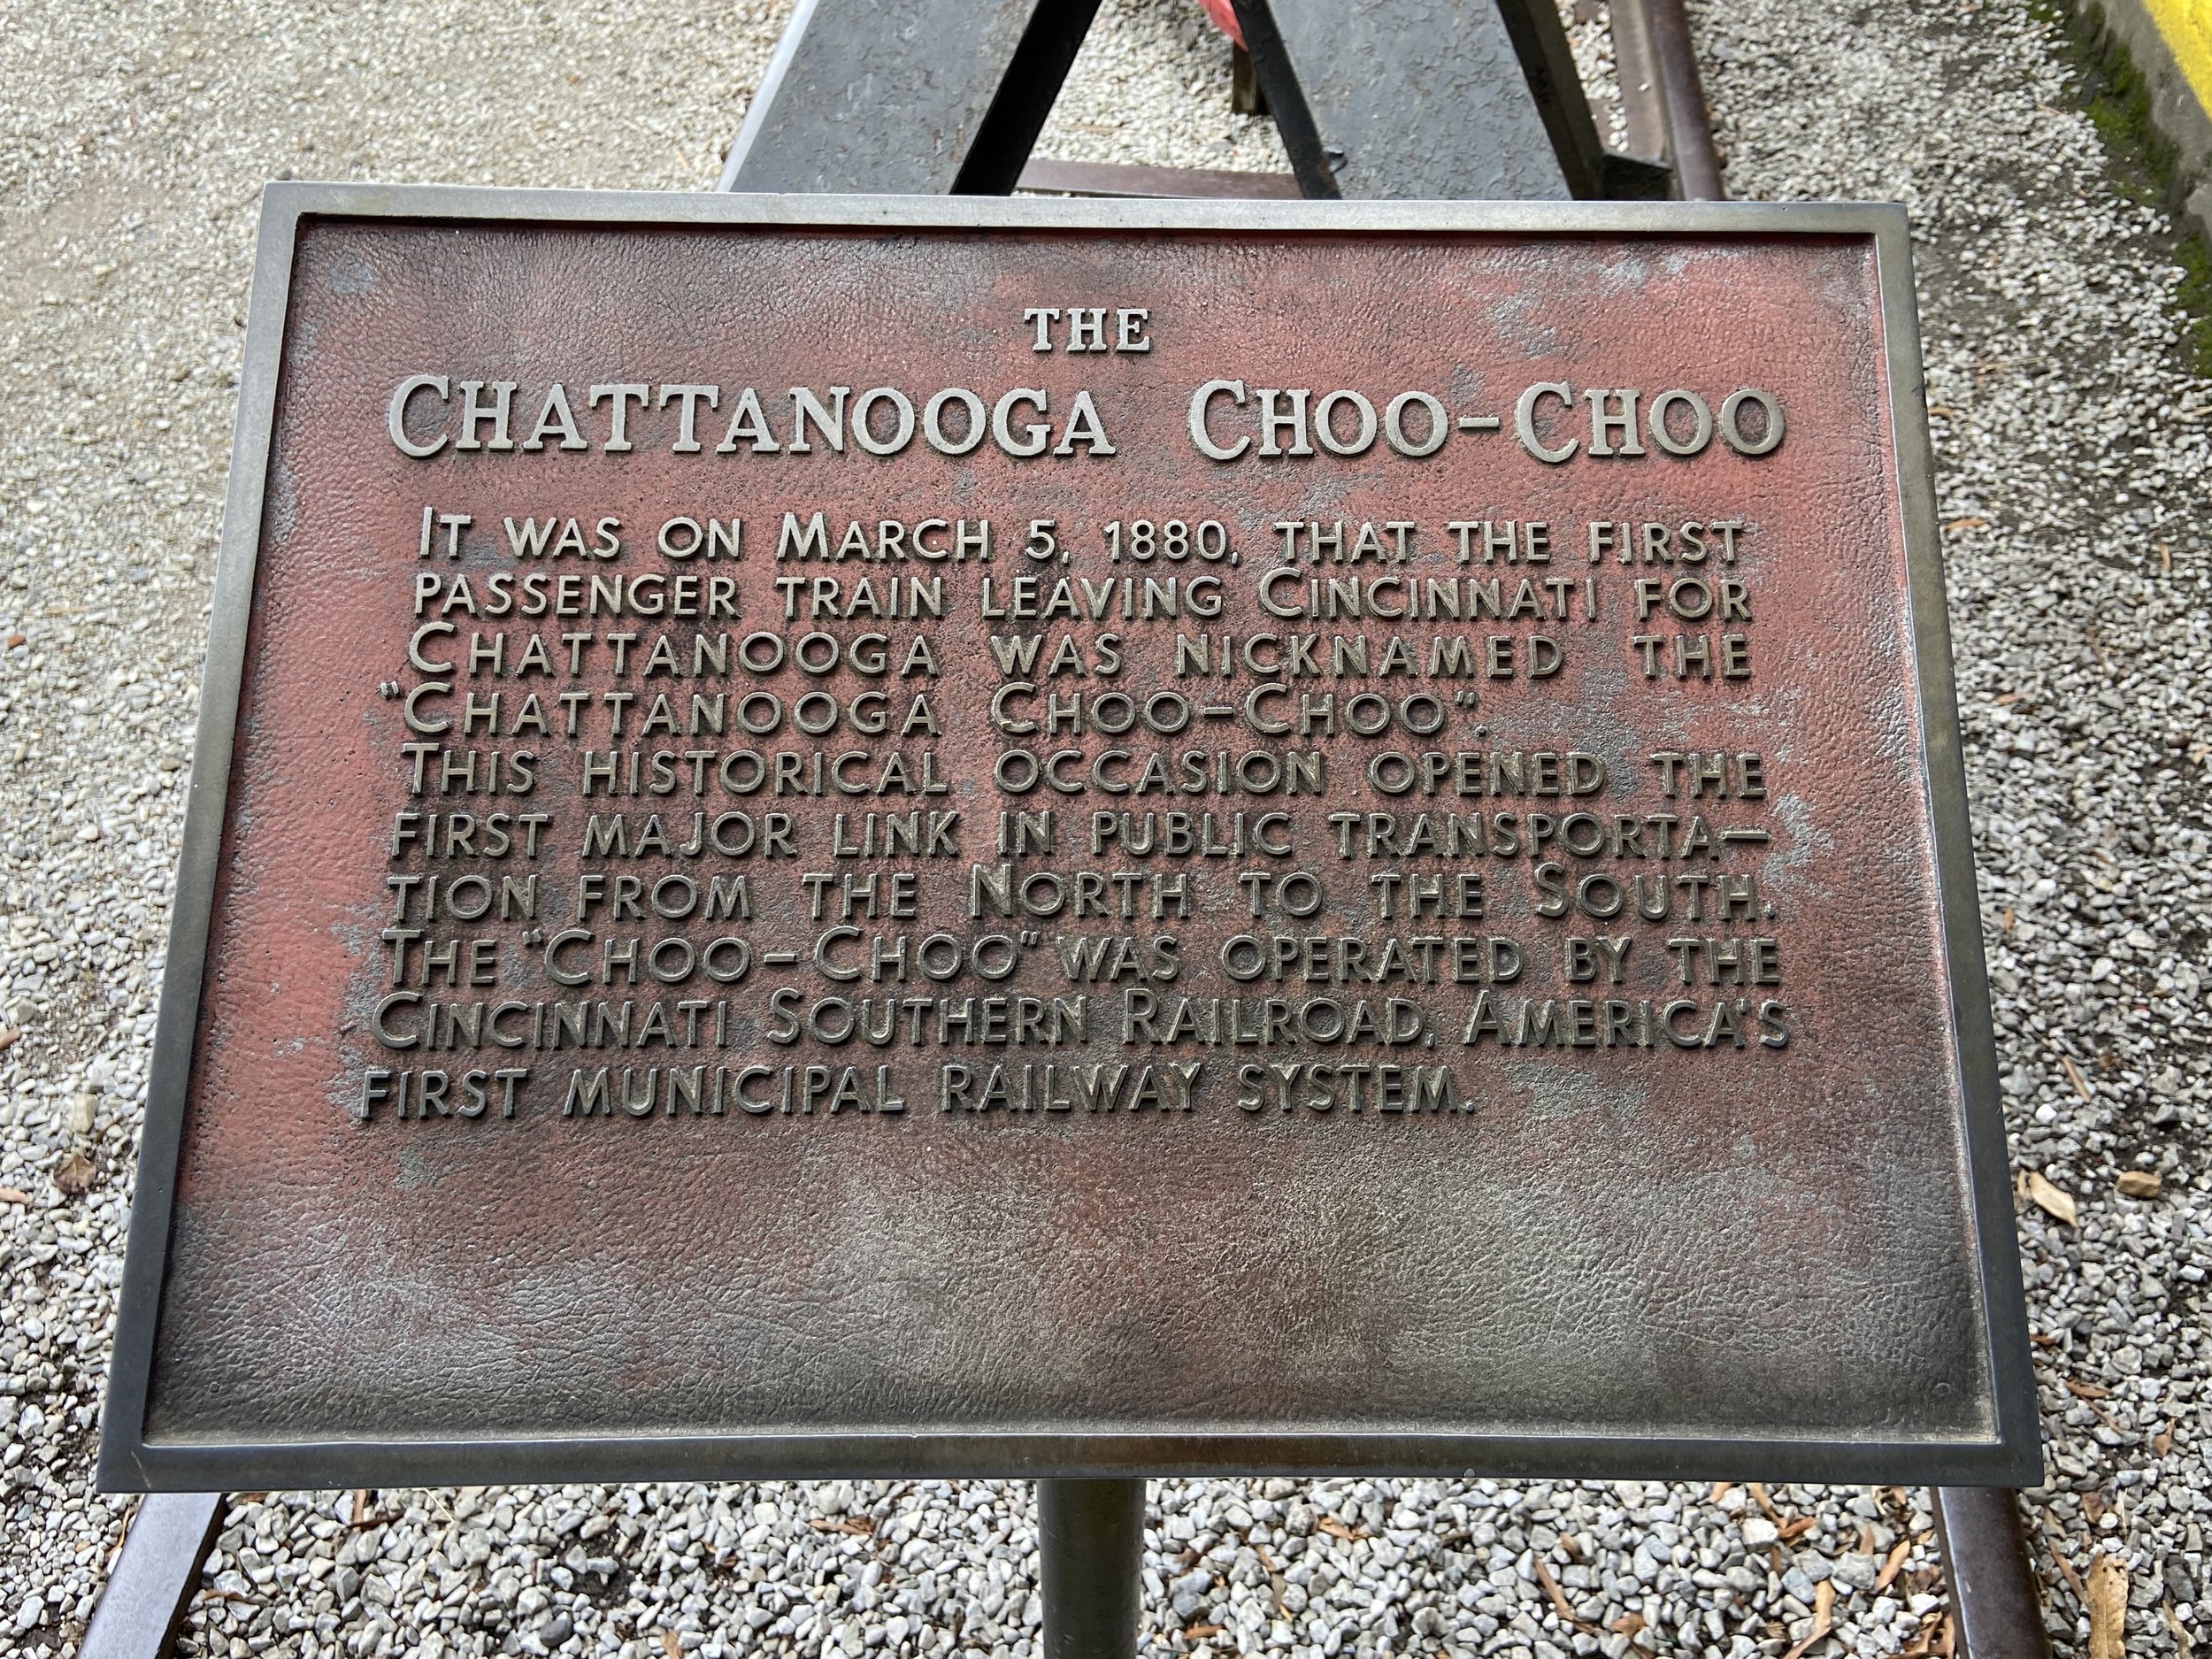 THE
CHATTANOOGA CHOO-CHOO
IT WAS ON MARCH 5, 1880, THAT THE FIRST
PASSENGER TRAIN LEAVING CINCINNATI FOR
CHATTANOOGA WAS NICKNAMED THE
"CHATTANOOGA CHOO-CHOO".
THIS HISTORICAL OCCASION OPENED THE
FIRST MAJOR LINK IN PUBLIC TRANSPORTA-
TION FROM THE NORTH TO THE SOUTH.
THE "CHOO-CHOO" WAS OPERATED BY THE
CINCINNATI SOUTHERN RAILROAD, AMERICA'S
FIRST MUNICIPAL RAILWAY SYSTEM.